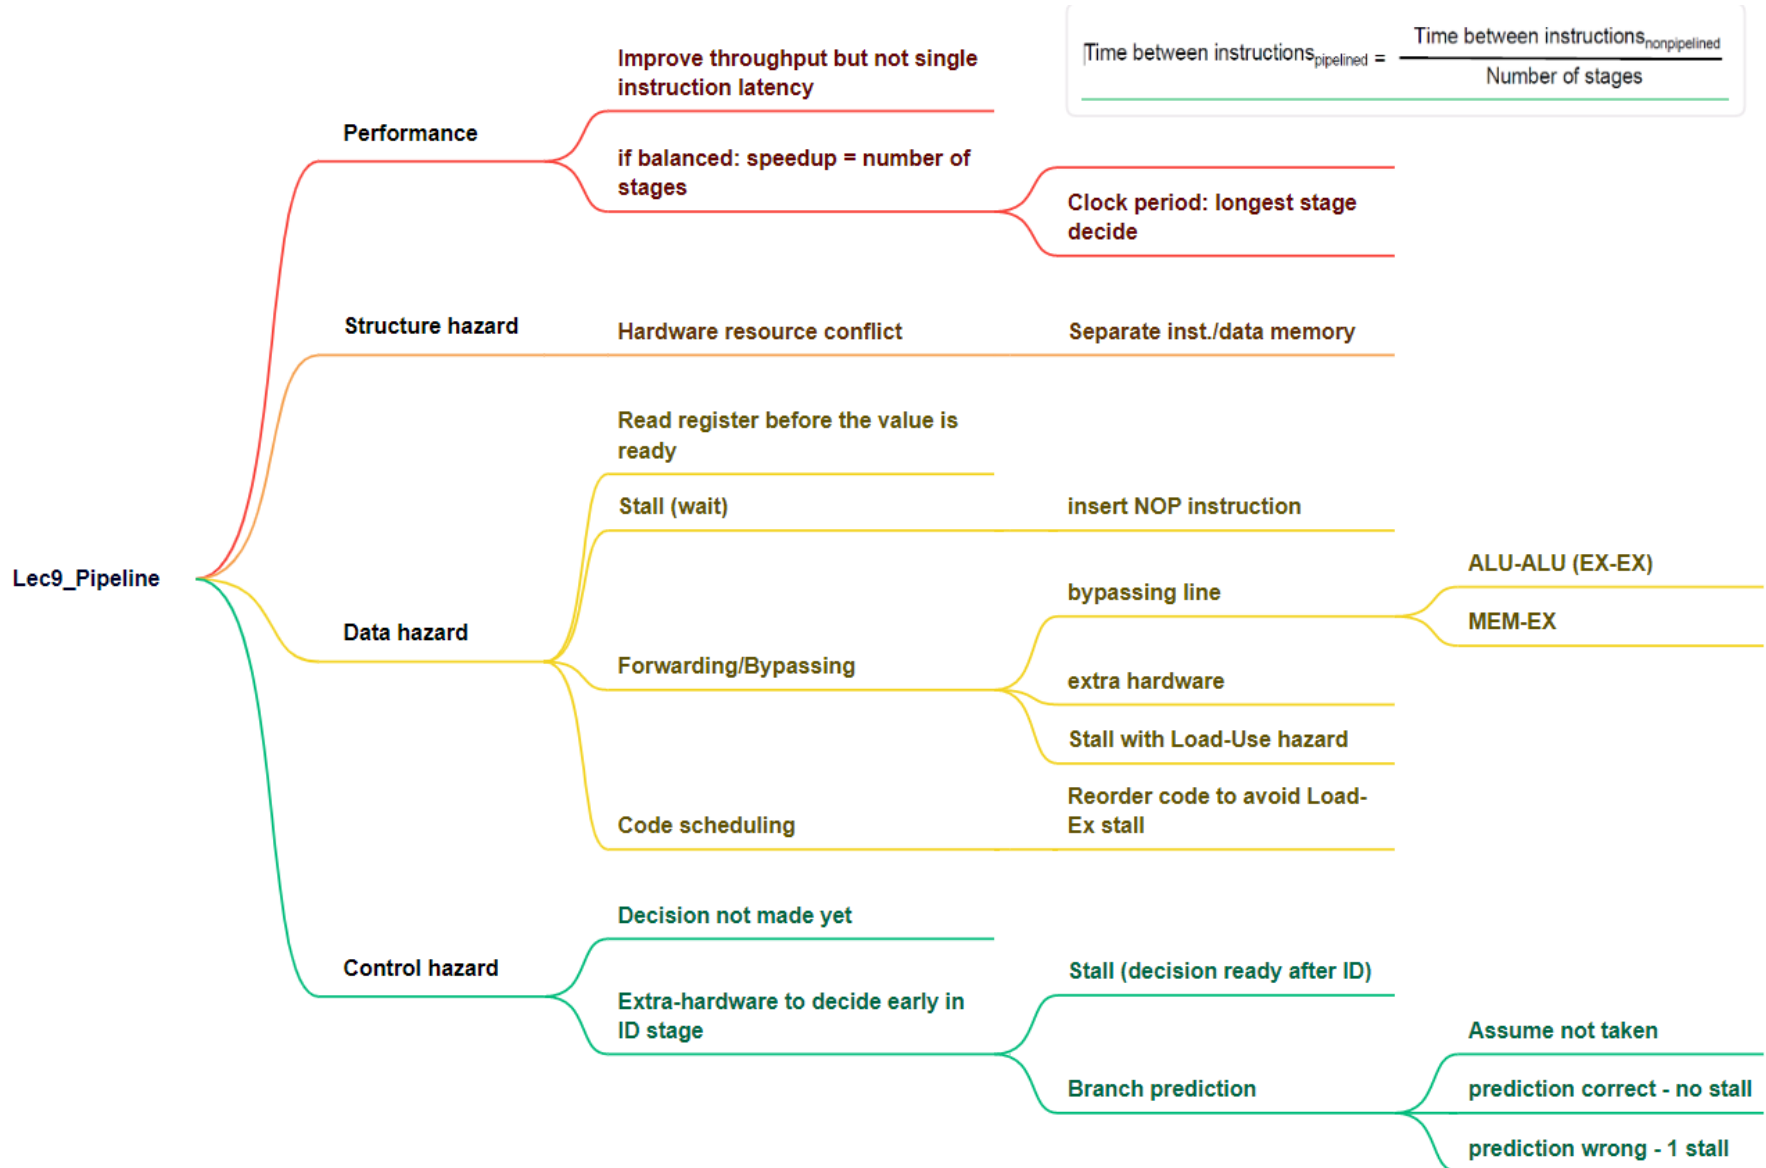 Time between instructionspipelined =
Time between instructionsnonpipelined
Number of stages
Improve throughput but not single
instruction latency
Performance
if balanced: speedup = number of
stages
Clock period: longest stage
decide
Structure hazard
Hardware resource conflict
Separate inst./data memory
Read register before the value is
ready
Stall (wait)
insert NOP instruction
Lec9_Pipeline
Data hazard
Forwarding/Bypassing
bypassing line
ALU-ALU (EX-EX)
MEM-EX
extra hardware
Stall with Load-Use hazard
Code scheduling
Reorder code to avoid Load-
Ex stall
Control hazard
Decision not made yet
Extra-hardware to decide early in
ID stage
Stall (decision ready after ID)
Branch prediction
Assume not taken
prediction correct - no stall
prediction wrong - 1 stall